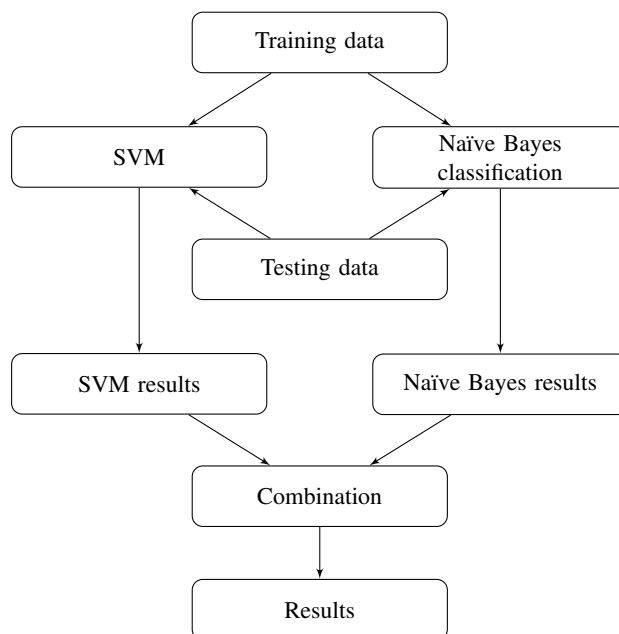 Training data
SVM
Naïve Bayes
classification
Testing data
SVM results
Naïve Bayes results
Combination
Results